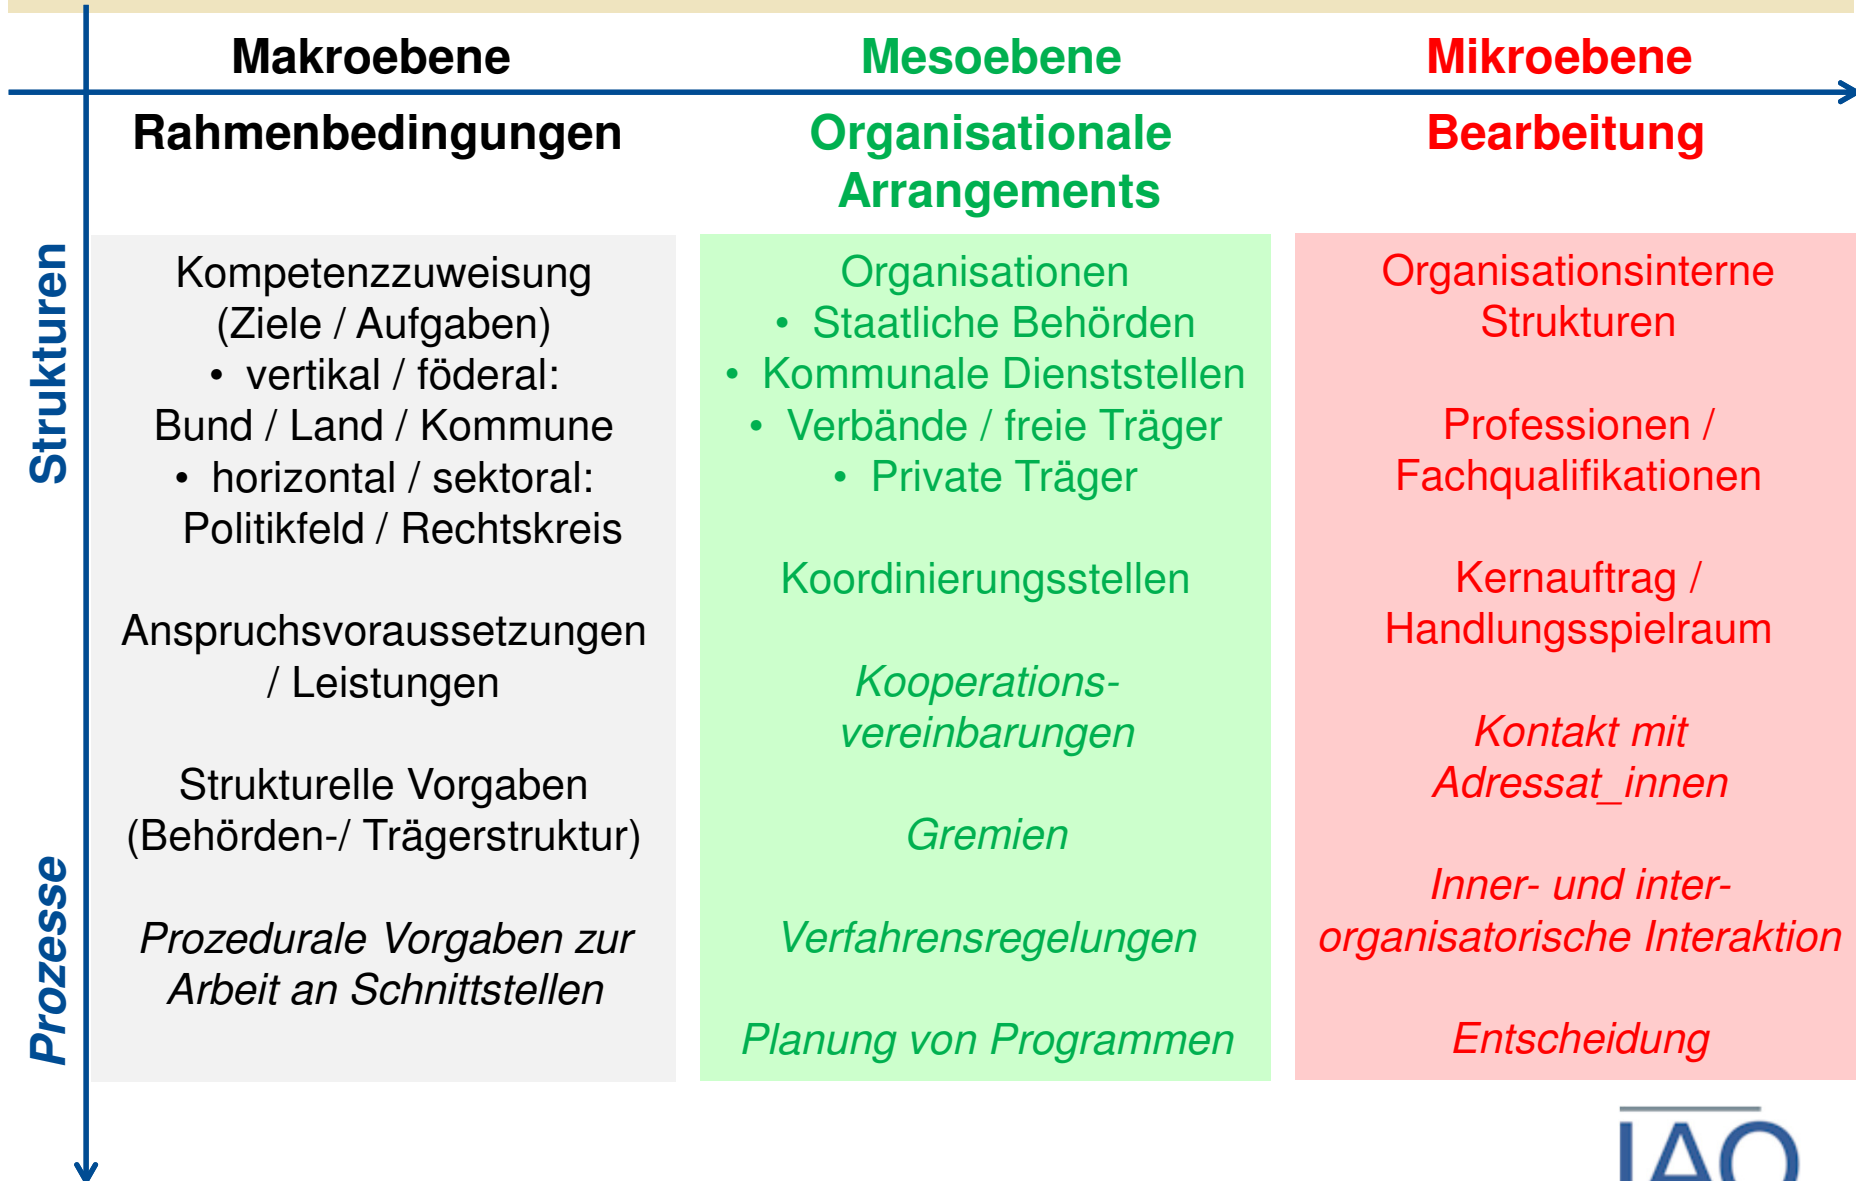 Makroebene
Mesoebene
Mikroebene
Rahmenbedingungen
Organisationale
Arrangements
Bearbeitung
Strukturen
Prozesse
Kompetenzzuweisung
(Ziele / Aufgaben)
• vertikal / föderal:
Bund / Land / Kommune
• horizontal / sektoral:
Politikfeld / Rechtskreis
Anspruchsvoraussetzungen
/ Leistungen
Strukturelle Vorgaben
(Behörden-/ Trägerstruktur)
Prozedurale Vorgaben zur
Arbeit an Schnittstellen
Organisationen
• Staatliche Behörden
• Kommunale Dienststellen
• Verbände / freie Träger
• Private Träger
Koordinierungsstellen
Kooperations-
vereinbarungen
Gremien
Verfahrensregelungen
Planung von Programmen
Organisationsinterne
Strukturen
Professionen /
Fachqualifikationen
Kernauftrag /
Handlungsspielraum
Kontakt mit
Adressat_innen
Inner- und inter-
organisatorische Interaktion
Entscheidung
IAQ